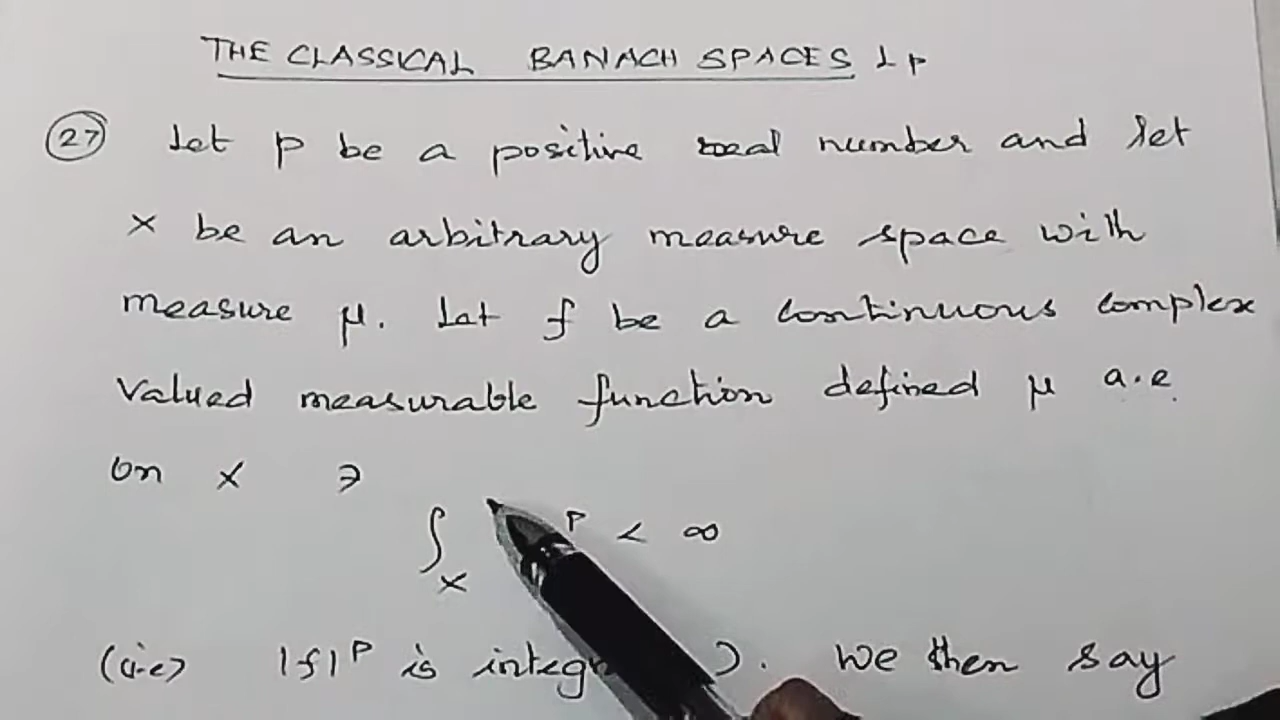 THE CLASSICAL BANACH SPACES Lp
27 Let p be a positive real number and let
X be an arbitrary measure space with
measure μ. Let f be a continuous complex
valued measurable function defined μ a.e.
on X ∋
∫X p < ∞
(i.e) |f|p is ). We then say